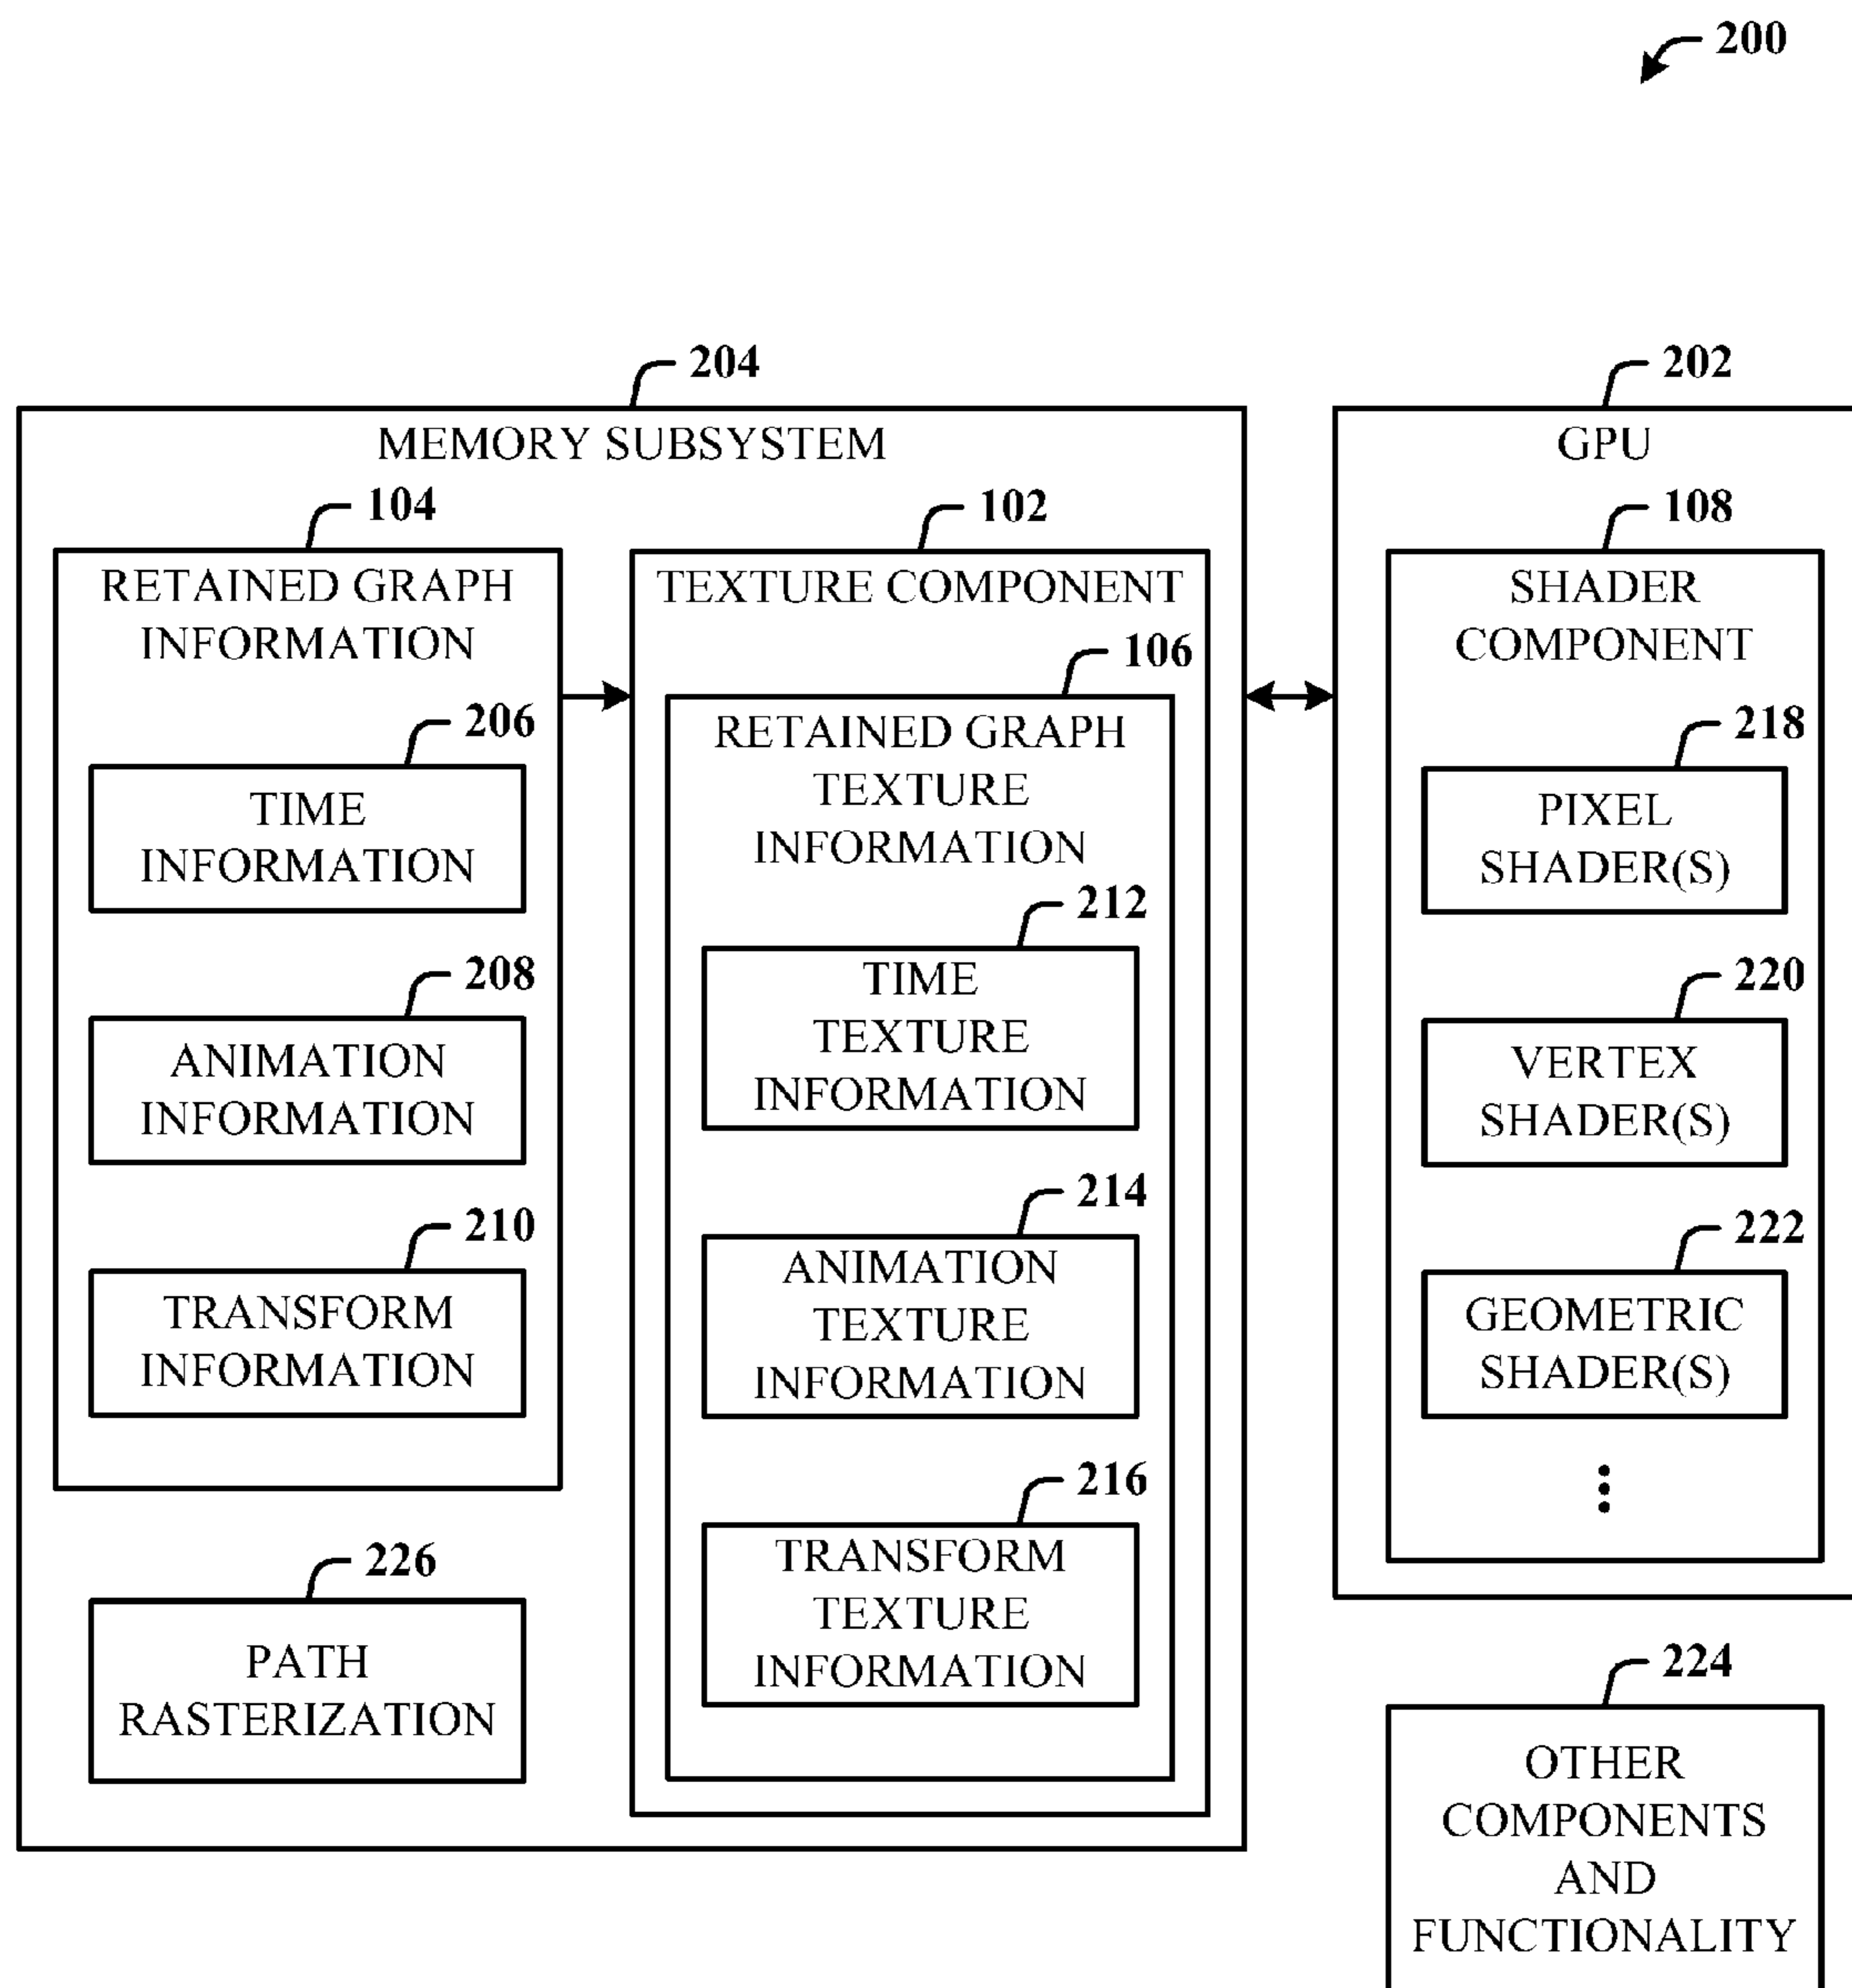 200
204
MEMORY SUBSYSTEM
104
RETAINED GRAPH
INFORMATION
206
TIME
INFORMATION
208
ANIMATION
INFORMATION
210
TRANSFORM
INFORMATION
226
PATH
RASTERIZATION
102
TEXTURE COMPONENT
106
RETAINED GRAPH
TEXTURE
INFORMATION
212
TIME
TEXTURE
INFORMATION
214
ANIMATION
TEXTURE
INFORMATION
216
TRANSFORM
TEXTURE
INFORMATION
202
GPU
108
SHADER
COMPONENT
218
PIXEL
SHADER(S)
220
VERTEX
SHADER(S)
222
GEOMETRIC
SHADER(S)
224
OTHER
COMPONENTS
AND
FUNCTIONALITY